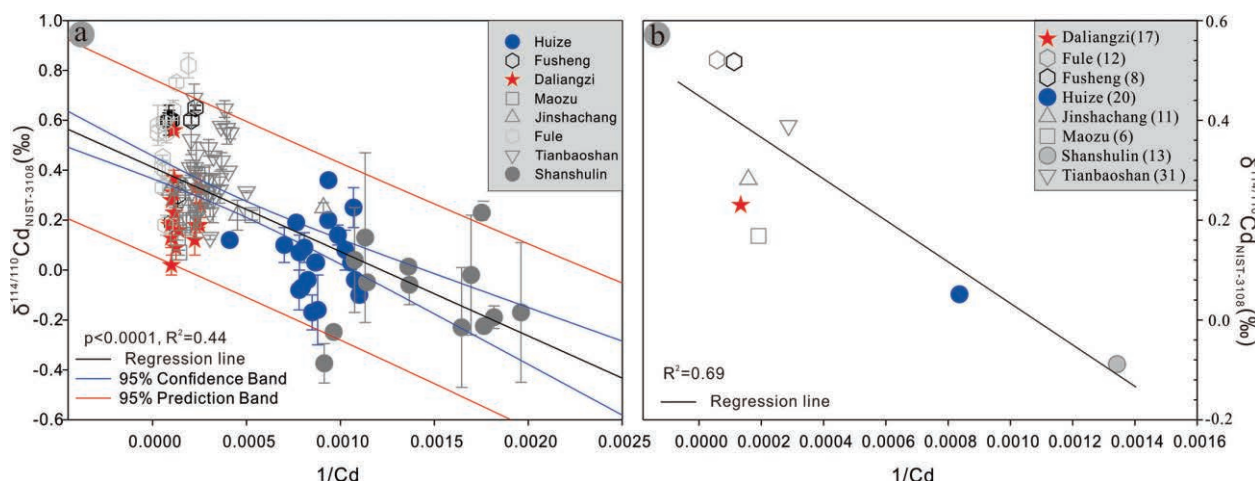 a
1.0
0.8
0.6
0.4
0.2
0.0
-0.2
-0.4
-0.6
δ114/110CdNIST-3108(‰)
Huize
Fusheng
Daliangzi
Maozu
Jinshachang
Fule
Tianbaoshan
Shanshulin
p<0.0001, R²=0.44
Regression line
95% Confidence Band
95% Prediction Band
0.0000 0.0005 0.0010 0.0015 0.0020 0.0025
1/Cd
b
Daliangzi(17)
Fule (12)
Fusheng (8)
Huize (20)
Jinshachang (11)
Maozu (6)
Shanshulin (13)
Tianbaoshan (31)
R²=0.69
Regression line
0.6
0.4
0.2
0.0
-0.2
δ114/110CdNIST-3108(‰)
0.0000 0.0002 0.0004 0.0006 0.0008 0.0010 0.0012 0.0014 0.0016
1/Cd